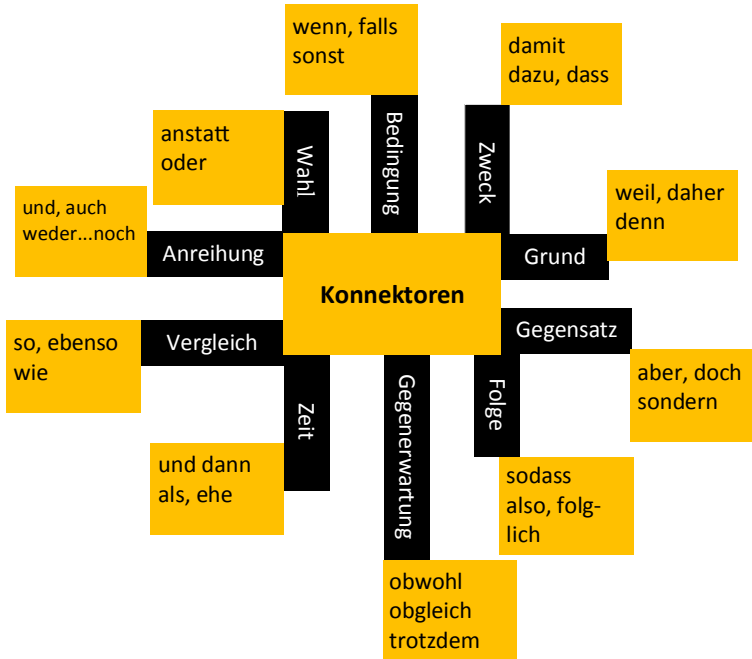 wenn, falls
sonst
damit
dazu, dass
anstatt
oder
Wahl
Bedingung
Zweck
weil, daher
denn
und, auch
weder...noch
Anreihung
Grund
Konnektoren
so, ebenso
wie
Vergleich
Gegensatz
aber, doch
sondern
Zeit
Gegenerwartung
Folge
und dann
als, ehe
sodass
also, folg-
lich
obwohl
obgleich
trotzdem